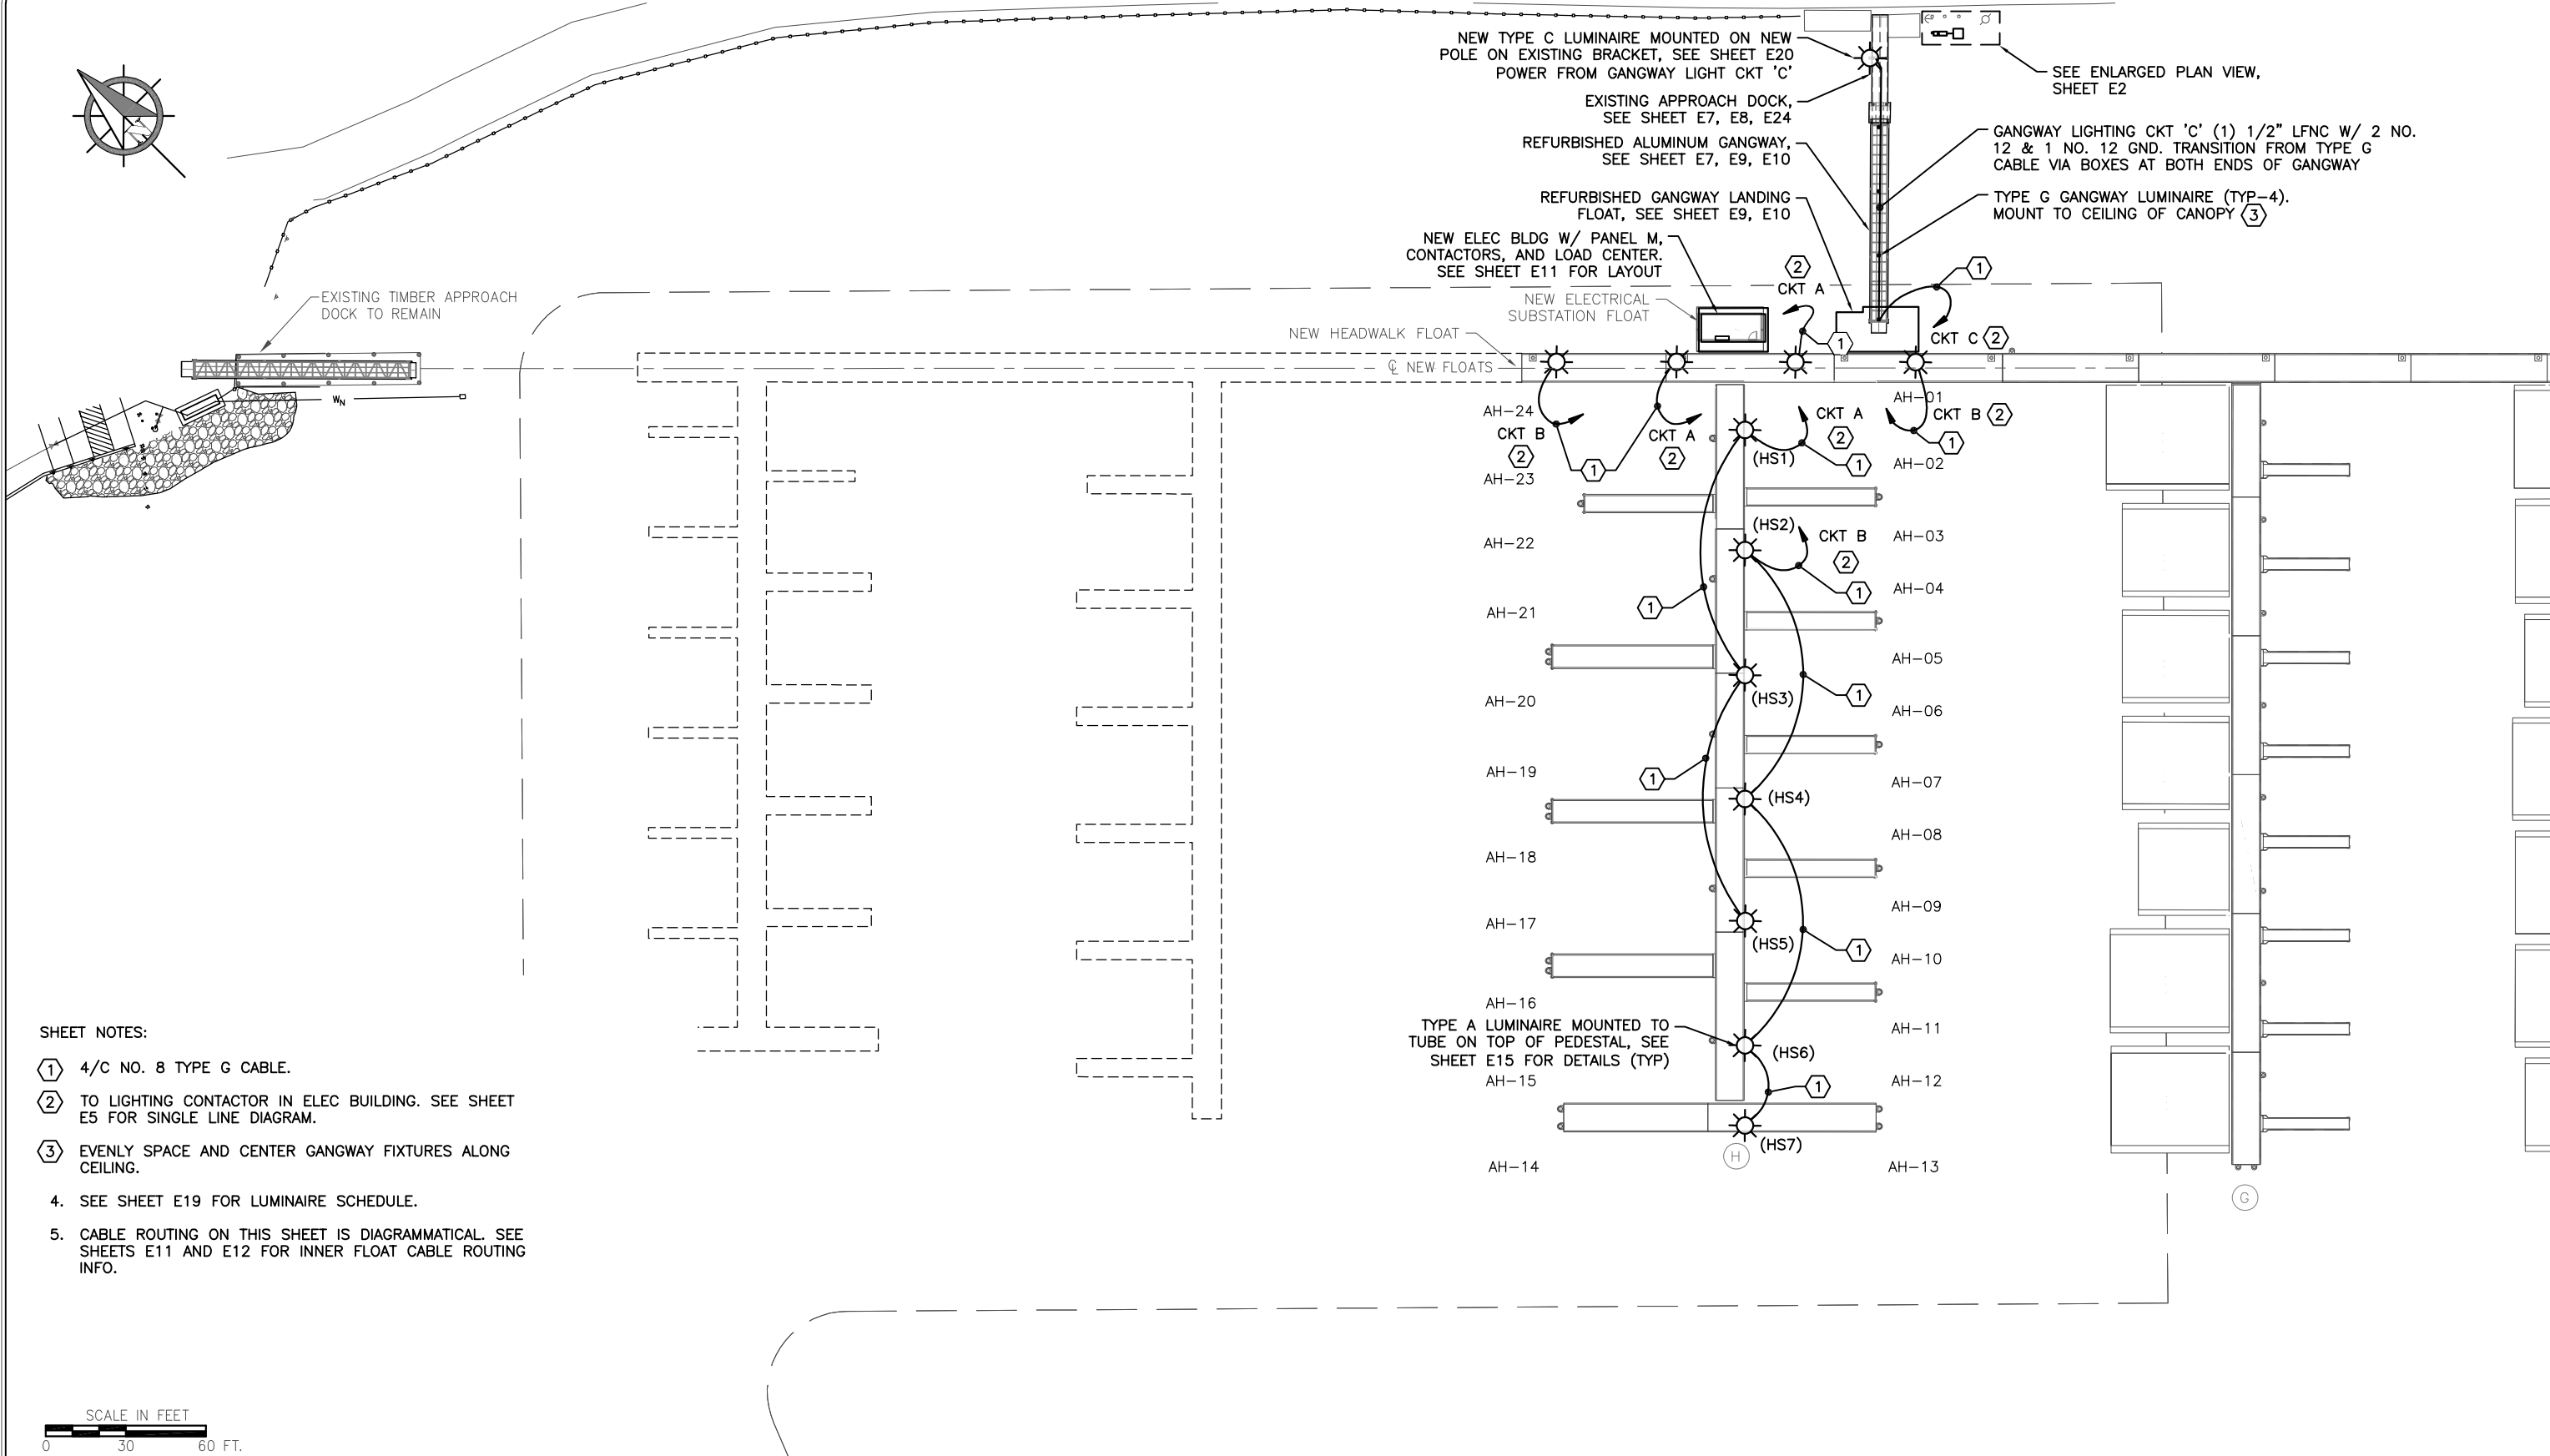 NEW TYPE C LUMINAIRE MOUNTED ON NEW
POLE ON EXISTING BRACKET, SEE SHEET E20
POWER FROM GANGWAY LIGHT CKT 'C'
EXISTING APPROACH DOCK,
SEE SHEET E7, E8, E24
REFURBISHED ALUMINUM GANGWAY,
SEE SHEET E7, E9, E10
REFURBISHED GANGWAY LANDING
FLOAT, SEE SHEET E9, E10
NEW ELEC BLDG W/ PANEL M,
CONTACTORS, AND LOAD CENTER.
SEE SHEET E11 FOR LAYOUT
SEE ENLARGED PLAN VIEW,
SHEET E2
GANGWAY LIGHTING CKT 'C' (1) 1/2" LFNC W/ 2 NO.
12 & 1 NO. 12 GND. TRANSITION FROM TYPE G
CABLE VIA BOXES AT BOTH ENDS OF GANGWAY
TYPE G GANGWAY LUMINAIRE (TYP-4).
MOUNT TO CEILING OF CANOPY 3
N
EXISTING TIMBER APPROACH
DOCK TO REMAIN
NEW ELECTRICAL
SUBSTATION FLOAT
NEW HEADWALK FLOAT
℄ NEW FLOATS
2
CKT A
1
1
CKT C 2
WN
AH-24
CKT B
2
1
CKT A
2
CKT A
2
1
(HS1)
AH-01
CKT B 2
1
AH-02
AH-23
(HS2)
CKT B
2
1
AH-03
AH-22
AH-04
AH-21
1
AH-05
AH-20
(HS3)
1
AH-06
AH-19
1
AH-07
(HS4)
AH-08
AH-18
AH-09
AH-17
(HS5)
1
AH-10
AH-16
TYPE A LUMINAIRE MOUNTED TO
TUBE ON TOP OF PEDESTAL, SEE
SHEET E15 FOR DETAILS (TYP)
AH-11
(HS6)
AH-15
1
AH-12
(HS7)
H
AH-14
AH-13
G
SHEET NOTES:
1 4/C NO. 8 TYPE G CABLE.
2 TO LIGHTING CONTACTOR IN ELEC BUILDING. SEE SHEET
E5 FOR SINGLE LINE DIAGRAM.
3 EVENLY SPACE AND CENTER GANGWAY FIXTURES ALONG
CEILING.
4. SEE SHEET E19 FOR LUMINAIRE SCHEDULE.
5. CABLE ROUTING ON THIS SHEET IS DIAGRAMMATICAL. SEE
SHEETS E11 AND E12 FOR INNER FLOAT CABLE ROUTING
INFO.
SCALE IN FEET
0 30 60 FT.